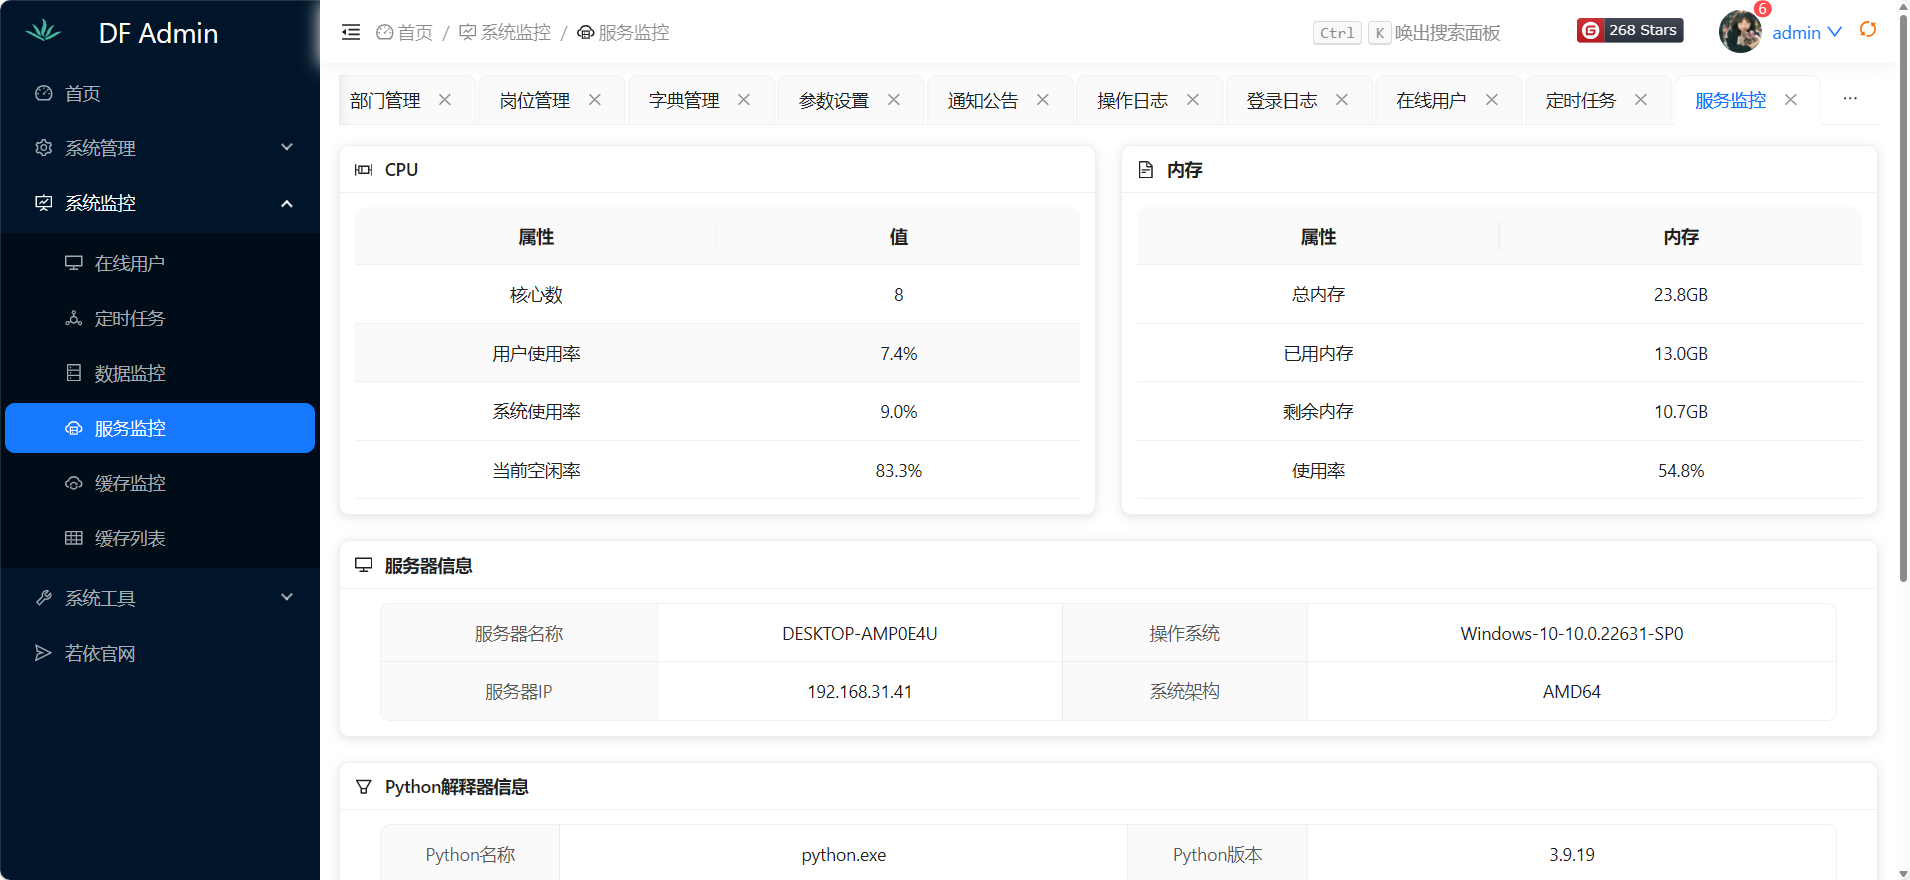 DF Admin
首页
系统管理
系统监控
在线用户
定时任务
数据监控
服务监控
缓存监控
缓存列表
系统工具
若依官网
首页 / 系统监控 / 服务监控
Ctrl K 唤出搜索面板
G 268 Stars
6
admin
部门管理 岗位管理 字典管理 参数设置 通知公告 操作日志 登录日志 在线用户 定时任务 服务监控 ...
CPU
属性 值
核心数 8
用户使用率 7.4%
系统使用率 9.0%
当前空闲率 83.3%
内存
属性 内存
总内存 23.8GB
已用内存 13.0GB
剩余内存 10.7GB
使用率 54.8%
服务器信息
服务器名称 DESKTOP-AMP0E4U 操作系统 Windows-10-10.0.22631-SP0
服务器IP 192.168.31.41 系统架构 AMD64
Python解释器信息
Python名称 python.exe Python版本 3.9.19